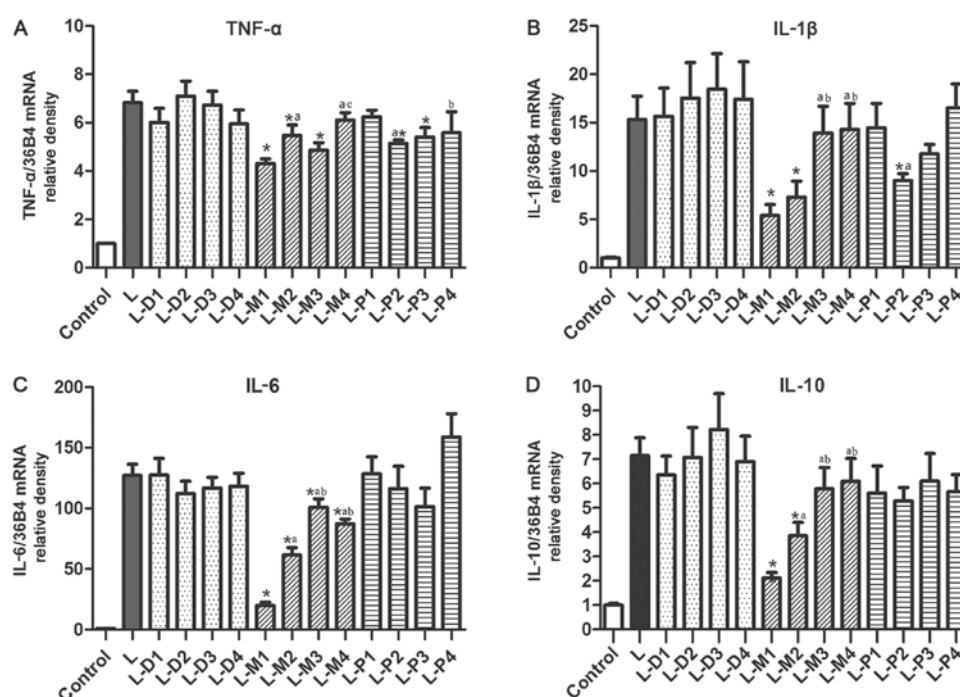 A
TNF-α
TNF-α/36B4 mRNA
relative density
10
8
6
4
2
0
* *a * ac a* * b
Control L L-D1 L-D2 L-D3 L-D4 L-M1 L-M2 L-M3 L-M4 L-P1 L-P2 L-P3 L-P4
B
IL-1β
IL-1β/36B4 mRNA
relative density
25
20
15
10
5
0
* * ab ab *a
Control L L-D1 L-D2 L-D3 L-D4 L-M1 L-M2 L-M3 L-M4 L-P1 L-P2 L-P3 L-P4
C
IL-6
IL-6/36B4 mRNA
relative density
200
150
100
50
0
* *a *ab *ab
Control L L-D1 L-D2 L-D3 L-D4 L-M1 L-M2 L-M3 L-M4 L-P1 L-P2 L-P3 L-P4
D
IL-10
IL-10/36B4 mRNA
relative density
10
9
8
7
6
5
4
3
2
1
0
* *a ab ab
Control L L-D1 L-D2 L-D3 L-D4 L-M1 L-M2 L-M3 L-M4 L-P1 L-P2 L-P3 L-P4